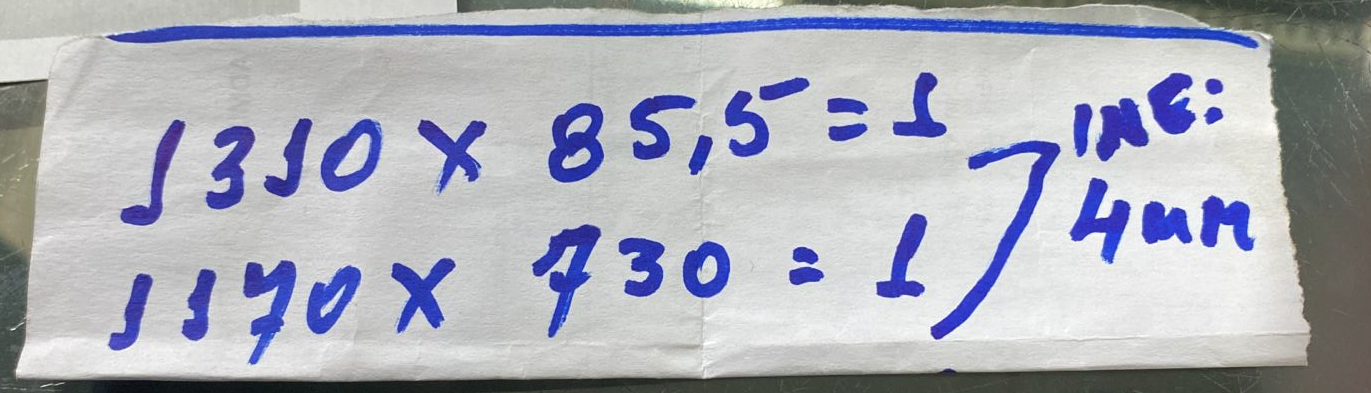 1310 x 85,5 = 1
1170 x 730 = 1
INE:
4mm